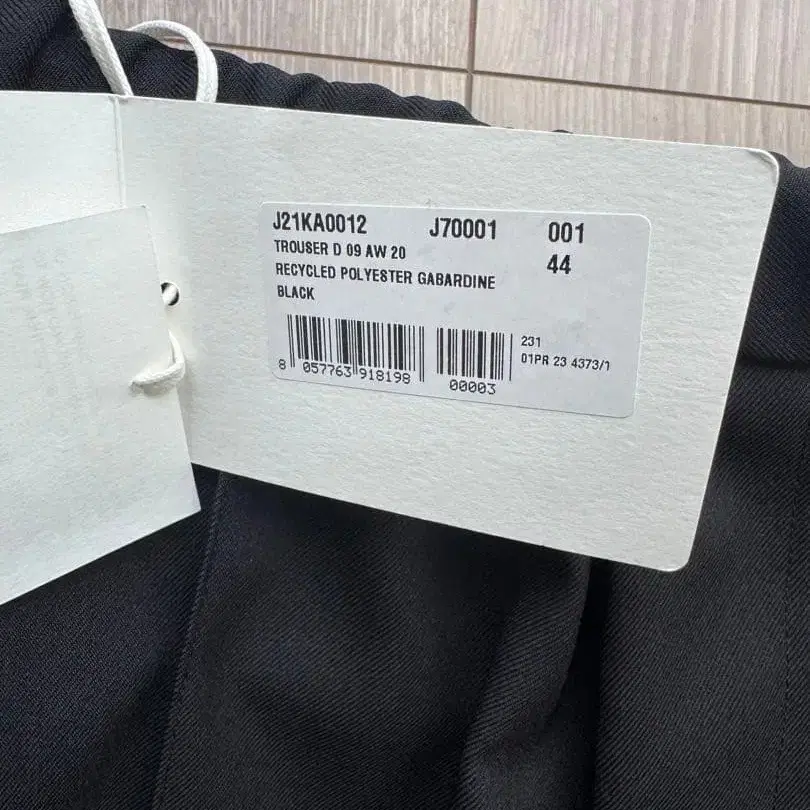 J21KA0012 J70001 001
TROUSER D 09 AW 20 44
RECYCLED POLYESTER GABARDINE
BLACK
231
01PR 23 4373/1
8 057763 918198 00003